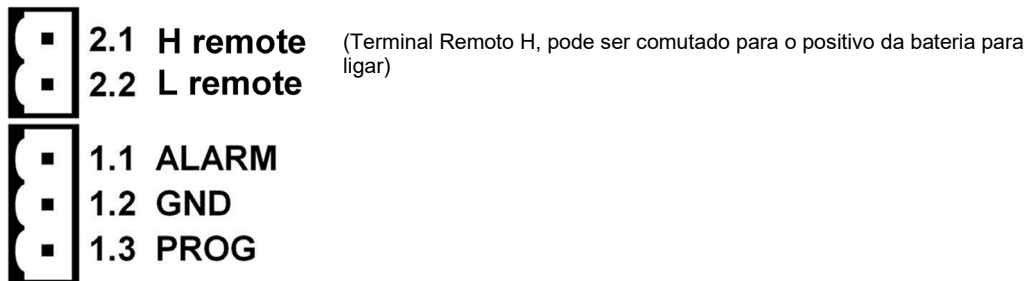 2.1 H remote (Terminal Remoto H, pode ser comutado para o positivo da bateria para
ligar)
2.2 L remote
1.1 ALARM
1.2 GND
1.3 PROG